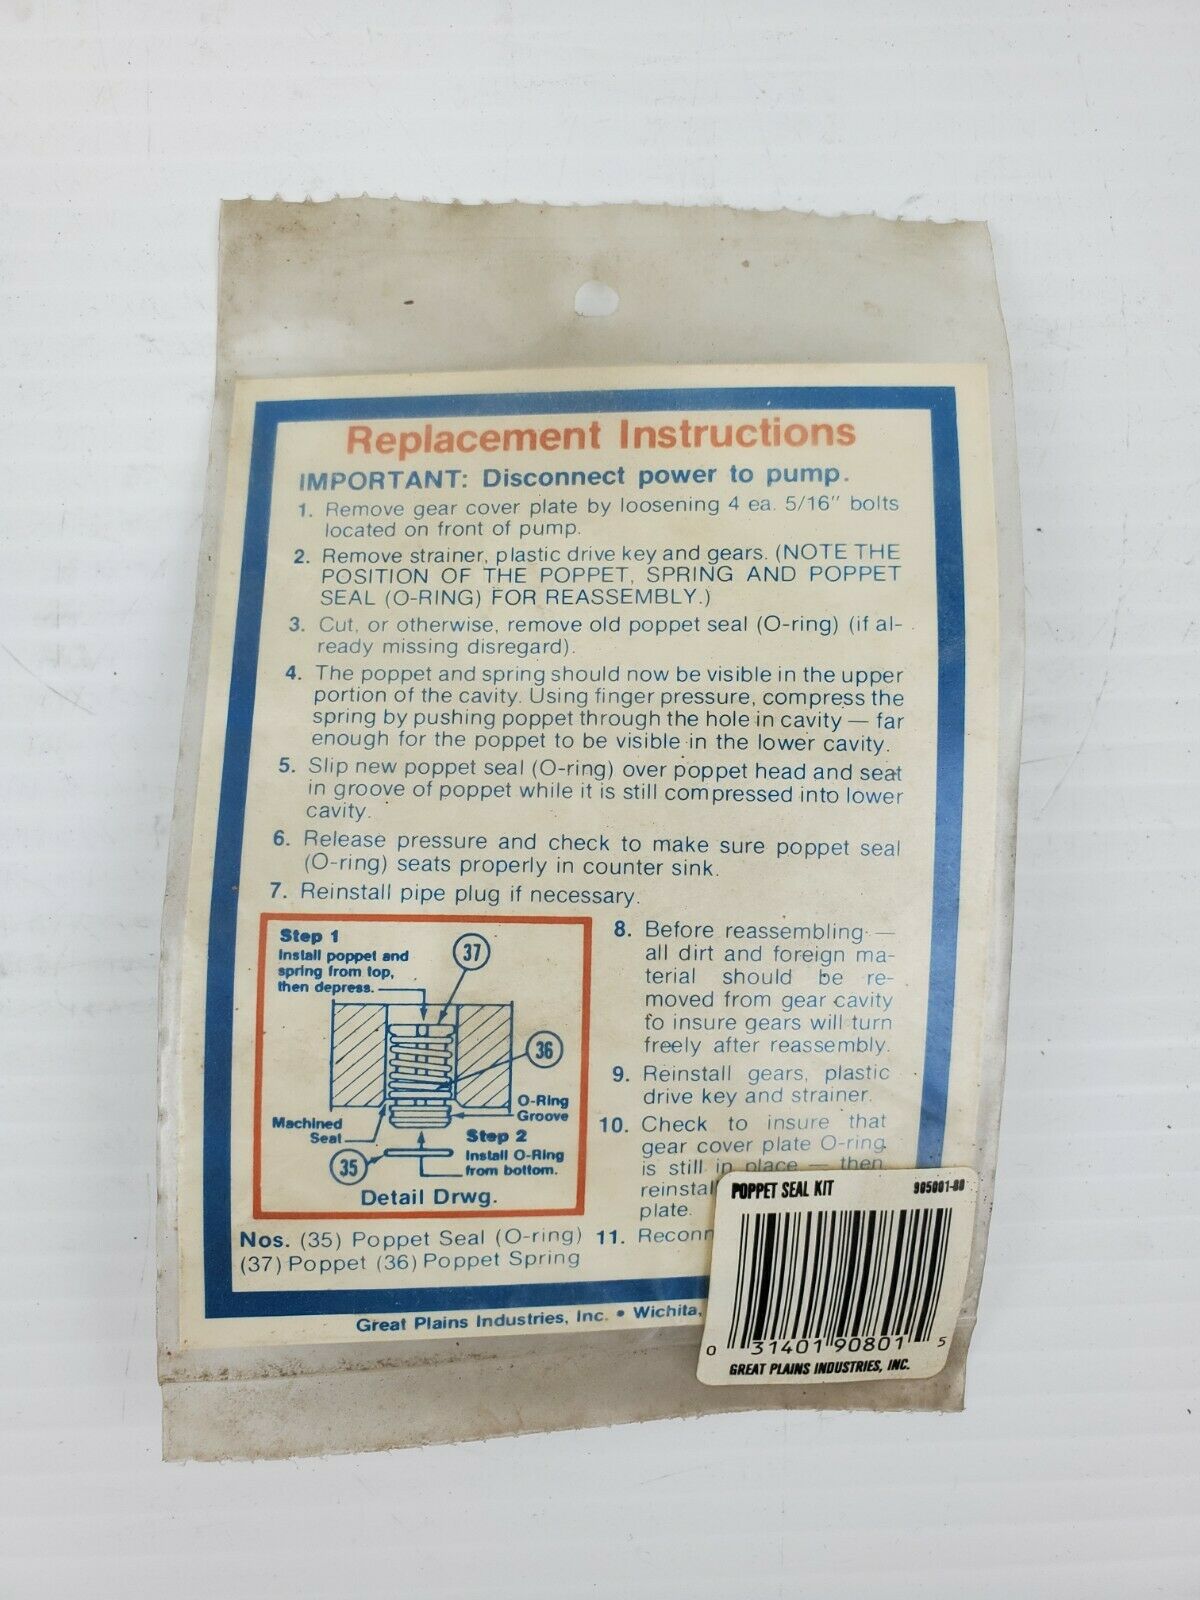 Replacement Instructions
IMPORTANT: Disconnect power to pump.
1. Remove gear cover plate by loosening 4 ea. 5/16" bolts
located on front of pump.
2. Remove strainer, plastic drive key and gears. (NOTE THE
POSITION OF THE POPPET, SPRING AND POPPET
SEAL (O-RING) FOR REASSEMBLY.)
3. Cut, or otherwise, remove old poppet seal (O-ring) (if al-
ready missing disregard).
4. The poppet and spring should now be visible in the upper
portion of the cavity. Using finger pressure, compress the
spring by pushing poppet through the hole in cavity — far
enough for the poppet to be visible in the lower cavity.
5. Slip new poppet seal (O-ring) over poppet head and seat
in groove of poppet while it is still compressed into lower
cavity.
6. Release pressure and check to make sure poppet seal
(O-ring) seats properly in counter sink.
7. Reinstall pipe plug if necessary.
Step 1
Install poppet and
spring from top,
then depress.
37
36
O-Ring
Groove
Machined
Seat
Step 2
Install O-Ring
from bottom.
35
Detail Drwg.
Nos. (35) Poppet Seal (O-ring)
(37) Poppet (36) Poppet Spring
8. Before reassembling —
all dirt and foreign ma-
terial should be re-
moved from gear cavity
fo insure gears will turn
freely after reassembly.
9. Reinstall gears, plastic
drive key and strainer.
10. Check to insure that
gear cover plate O-ring
is still in place — then
reinstal
plate.
11. Reconn
Great Plains Industries, Inc. • Wichita,
POPPET SEAL KIT
0 31401 90801 5
GREAT PLAINS INDUSTRIES, INC.